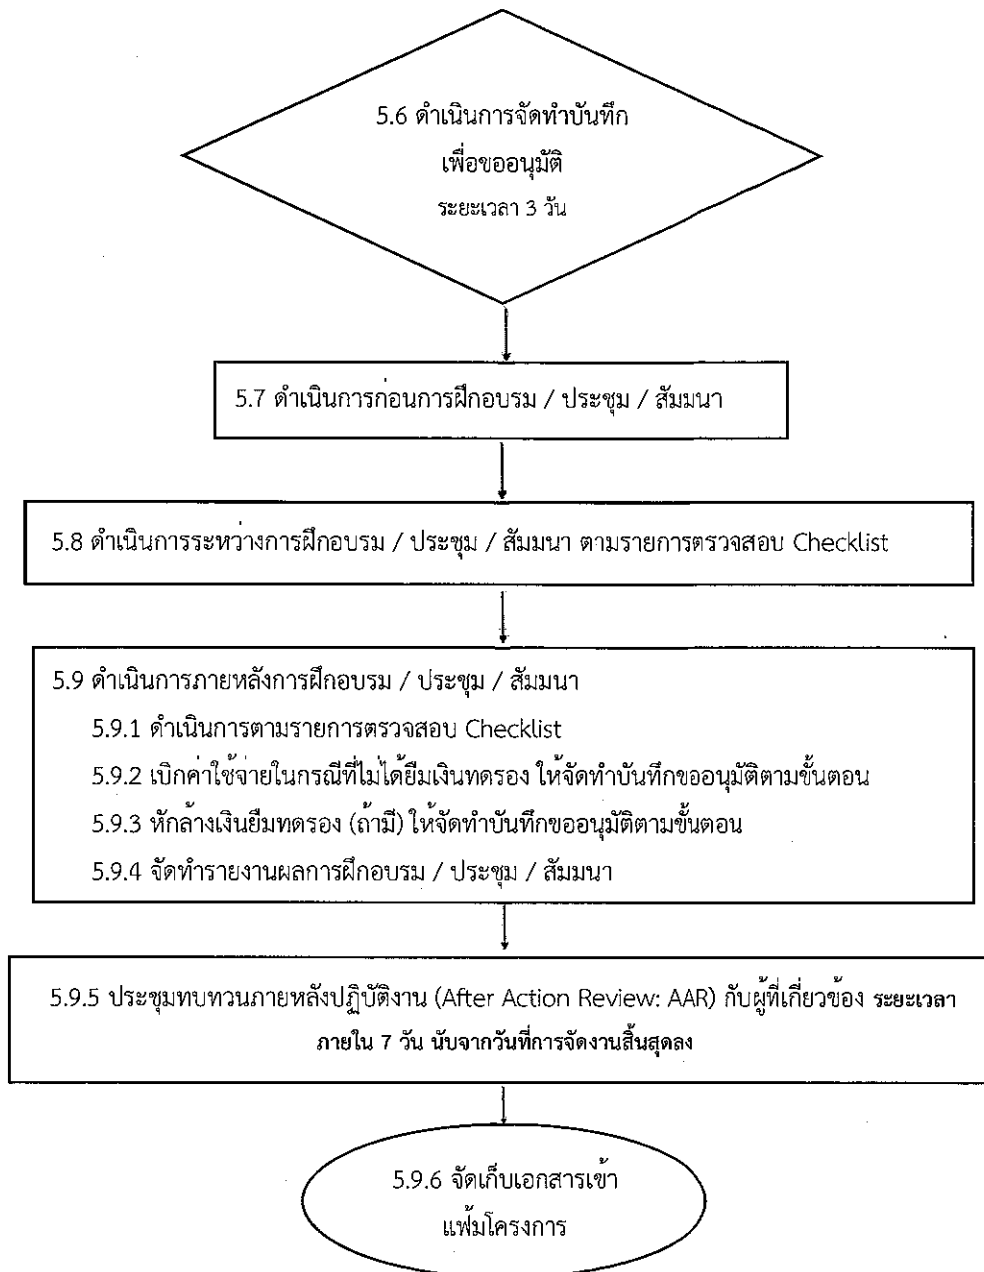 5.6 ดำเนินการจัดทำบันทึก
เพื่อขออนุมัติ
ระยะเวลา 3 วัน
5.7 ดำเนินการก่อนการฝึกอบรม / ประชุม / สัมมนา
5.8 ดำเนินการระหว่างการฝึกอบรม / ประชุม / สัมมนา ตามรายการตรวจสอบ Checklist
5.9 ดำเนินการภายหลังการฝึกอบรม / ประชุม / สัมมนา
5.9.1 ดำเนินการตามรายการตรวจสอบ Checklist
5.9.2 เบิกค่าใช้จ่ายในกรณีที่ไม่ได้ยืมเงินทดรอง ให้จัดทำบันทึกขออนุมัติตามขั้นตอน
5.9.3 หักล้างเงินยืมทดรอง (ถ้ามี) ให้จัดทำบันทึกขออนุมัติตามขั้นตอน
5.9.4 จัดทำรายงานผลการฝึกอบรม / ประชุม / สัมมนา
5.9.5 ประชุมทบทวนภายหลังปฏิบัติงาน (After Action Review: AAR) กับผู้ที่เกี่ยวข้อง ระยะเวลา
ภายใน 7 วัน นับจากวันที่การจัดงานสิ้นสุดลง
5.9.6 จัดเก็บเอกสารเข้า
แฟ้มโครงการ